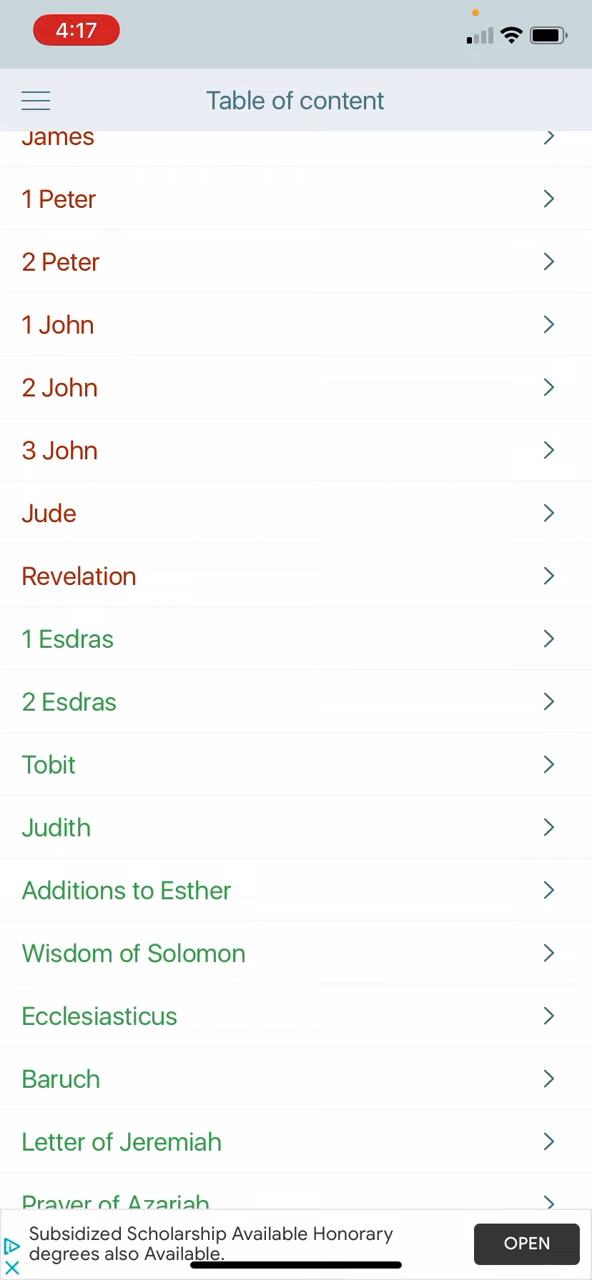 4:17
Table of content
James
1 Peter
2 Peter
1 John
2 John
3 John
Jude
Revelation
1 Esdras
2 Esdras
Tobit
Judith
Additions to Esther
Wisdom of Solomon
Ecclesiasticus
Baruch
Letter of Jeremiah
Prayer of Azariah
Subsidized Scholarship Available Honorary
degrees also Available.
OPEN